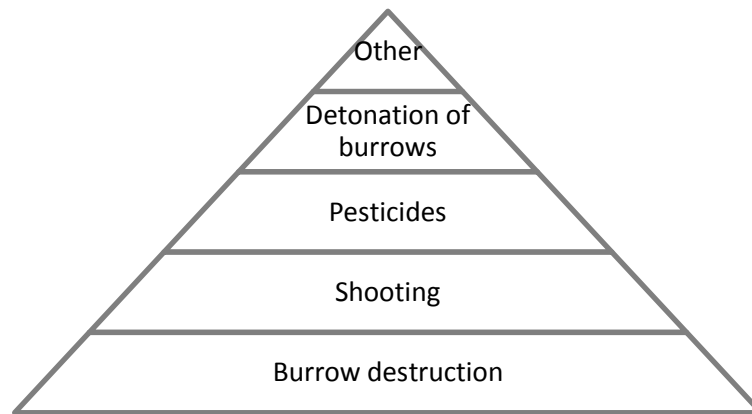 Other
Detonation of
burrows
Pesticides
Shooting
Burrow destruction